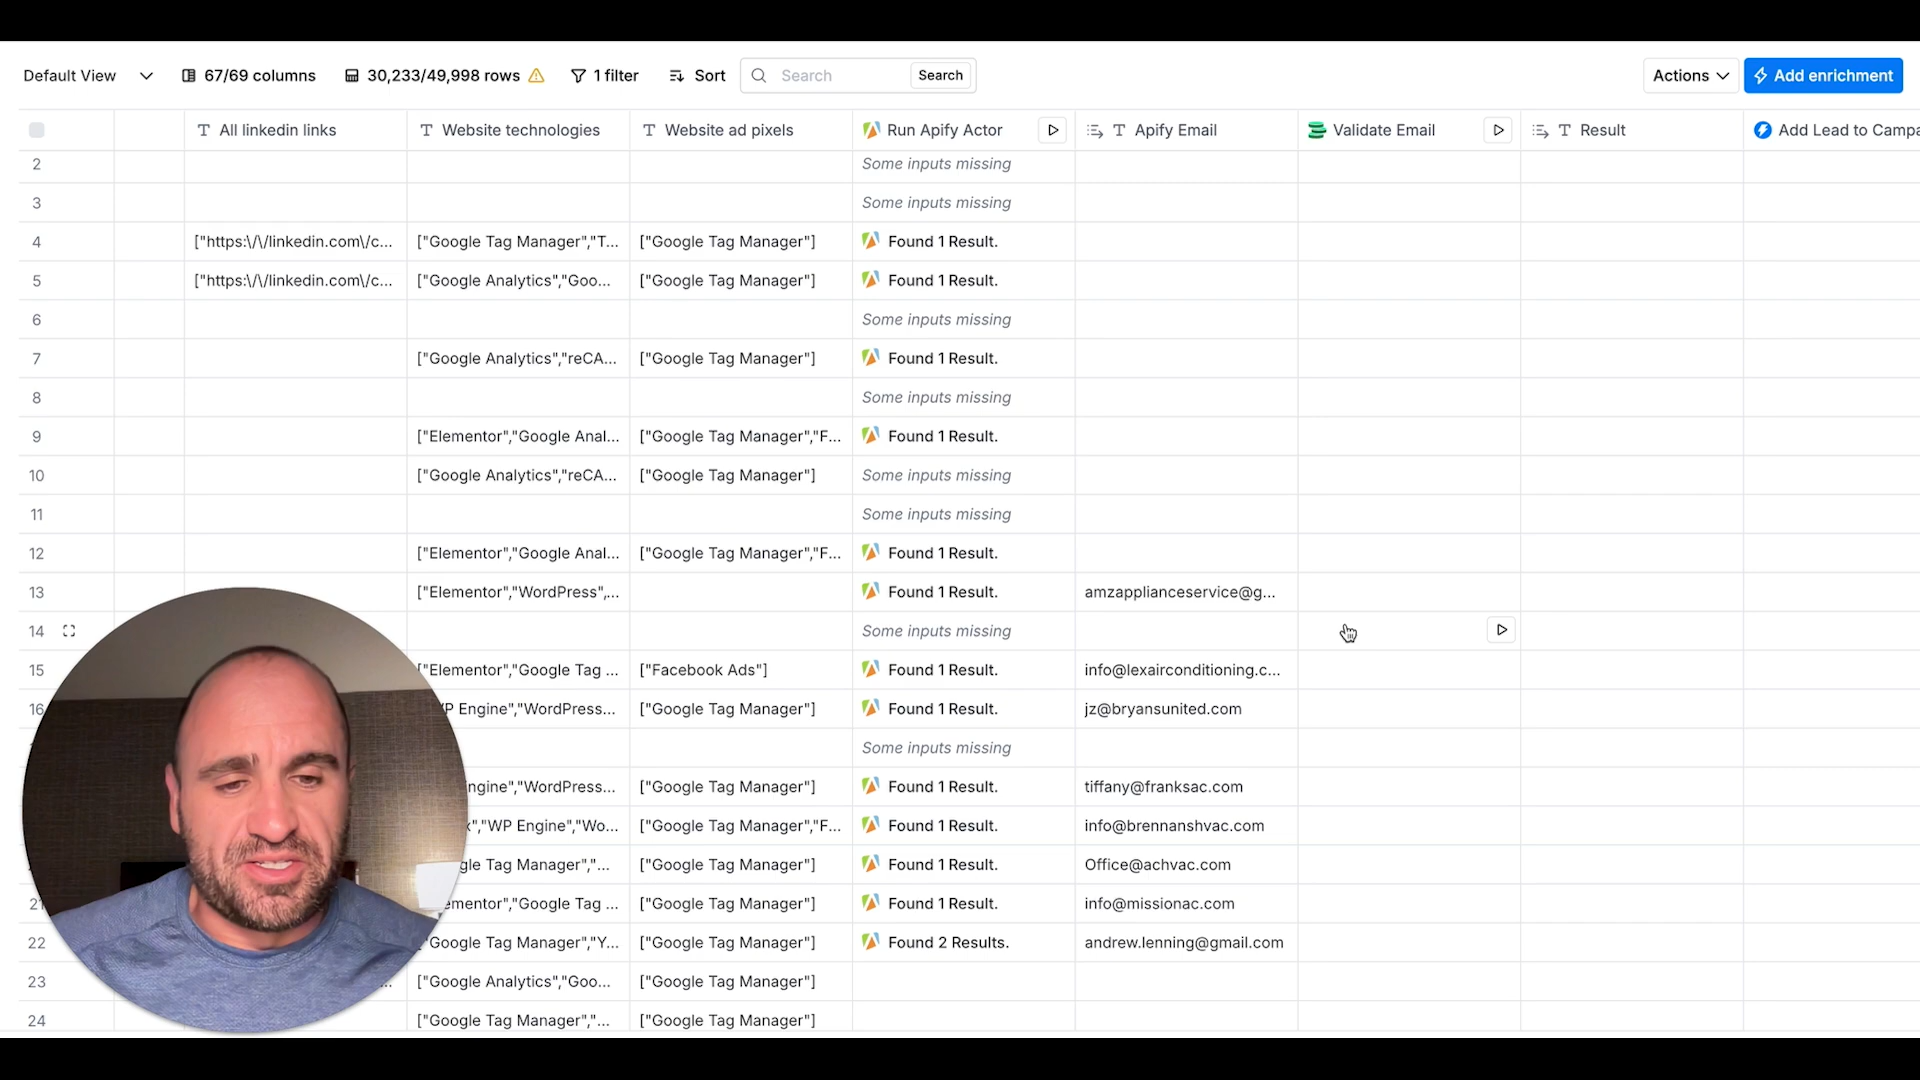 Default View 67/69 columns 30,233/49,998 rows 1 filter Sort Search Search Actions Add enrichment
All linkedin links Website technologies Website ad pixels Run Apify Actor Apify Email Validate Email Result Add Lead to Campa
2 Some inputs missing
3 Some inputs missing
4 ["https:\/\/linkedin.com\/c... ["Google Tag Manager","T... ["Google Tag Manager"] Found 1 Result.
5 ["https:\/\/linkedin.com\/c... ["Google Analytics","Goo... ["Google Tag Manager"] Found 1 Result.
6 Some inputs missing
7 ["Google Analytics","reCA... ["Google Tag Manager"] Found 1 Result.
8 Some inputs missing
9 ["Elementor","Google Anal... ["Google Tag Manager","F... Found 1 Result.
10 ["Google Analytics","reCA... ["Google Tag Manager"] Some inputs missing
11 Some inputs missing
12 ["Elementor","Google Anal... ["Google Tag Manager","F... Found 1 Result.
13 ["Elementor","WordPress",... Found 1 Result. amzapplianceservice@g...
14 Some inputs missing
15 ["Elementor","Google Tag ... ["Facebook Ads"] Found 1 Result. info@lexairconditioning.c...
16 P Engine","WordPress... ["Google Tag Manager"] Found 1 Result. jz@bryansunited.com
Some inputs missing
ngine","WordPress... ["Google Tag Manager"] Found 1 Result. tiffany@franksac.com
x","WP Engine","Wo... ["Google Tag Manager","F... Found 1 Result. info@brennanshvac.com
gle Tag Manager","... ["Google Tag Manager"] Found 1 Result. Office@achvac.com
21 ementor","Google Tag ... ["Google Tag Manager"] Found 1 Result. info@missionac.com
22 "Google Tag Manager","Y... ["Google Tag Manager"] Found 2 Results. andrew.lenning@gmail.com
23 ... ["Google Analytics","Goo... ["Google Tag Manager"]
24 ["Google Tag Manager","... ["Google Tag Manager"]